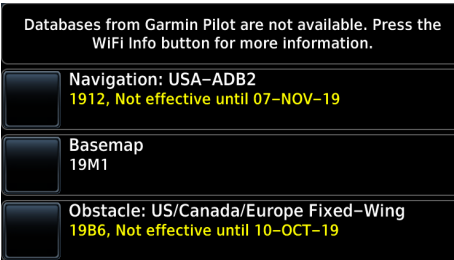 Databases from Garmin Pilot are not available. Press the
WiFi Info button for more information.
Navigation: USA-ADB2
1912, Not effective until 07-NOV-19
Basemap
19M1
Obstacle: US/Canada/Europe Fixed-Wing
19B6, Not effective until 10-OCT-19